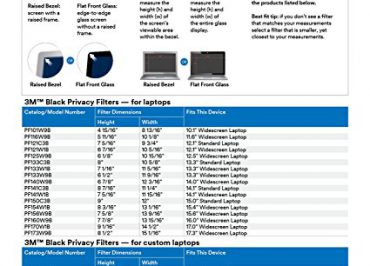 Raised Bezel:
screen with a
raised frame.
Flat Front Glass:
edge-to-edge
glass screen
without a raised
frame.
measure the
height (h) and
width (w) of
the screen's
viewable area
within the bezel.
measure the
height (h) and
width (w) of
the entire glass
display.
the products listed below.
Best fit tip: if you don't see a filter
that matches your measurements
select a filter that is smaller, yet
closest to your measurements.
Raised Bezel
or
Flat Front Glass
Raised Bezel
or
Flat Front Glass
3M™ Black Privacy Filters — for laptops
Catalog/Model Number Filter Dimensions Fits This Device
Height Width
PF101W9B 4 15/16" 8 13/16" 10.1" Widescreen Laptop
PF116W9B 5 11/16" 10 1/8" 11.6" Widescreen Laptop
PF121C3B 7 5/16" 9 3/4" 12.1" Standard Laptop
PF121W1B 12.1" Widescreen Laptop
PF125W9B 6 1/8" 10 15/16" 12.5" Widescreen Laptop
PF133C3B 8" 10 5/8" 13.3" Standard Laptop
PF133W1B 7 1/16" 11 5/16" 13.3" Widescreen Laptop
PF133W9B 6 1/2" 11 9/16" 13.3" Widescreen Laptop
PF140W9B 6 7/8" 12 3/16" 14.0" Widescreen Laptop
PF141C3B 8 7/16" 11 1/4" 14.1" Standard Laptop
PF141W1B 7 5/16" 11 15/16" 14.1" Widescreen Laptop
PF150C3B 9" 12" 15.0" Standard Laptop
PF154W1B 8 3/16" 13 1/16" 15.4" Widescreen Laptop
PF156W9B 7 5/8" 13 9/16" 15.6" Widescreen Laptop
PF160W9B 7 7/8" 13 15/16" 16.0" Widescreen Laptop
PF170W1B 9 1/16" 14 1/2" 17.0" Widescreen Laptop
PF173W9B 8 1/2" 15 1/16" 17.3" Widescreen Laptop
3M™ Black Privacy Filters — for custom laptops
Catalog/Model Number Filter Dimensions Fits This Device